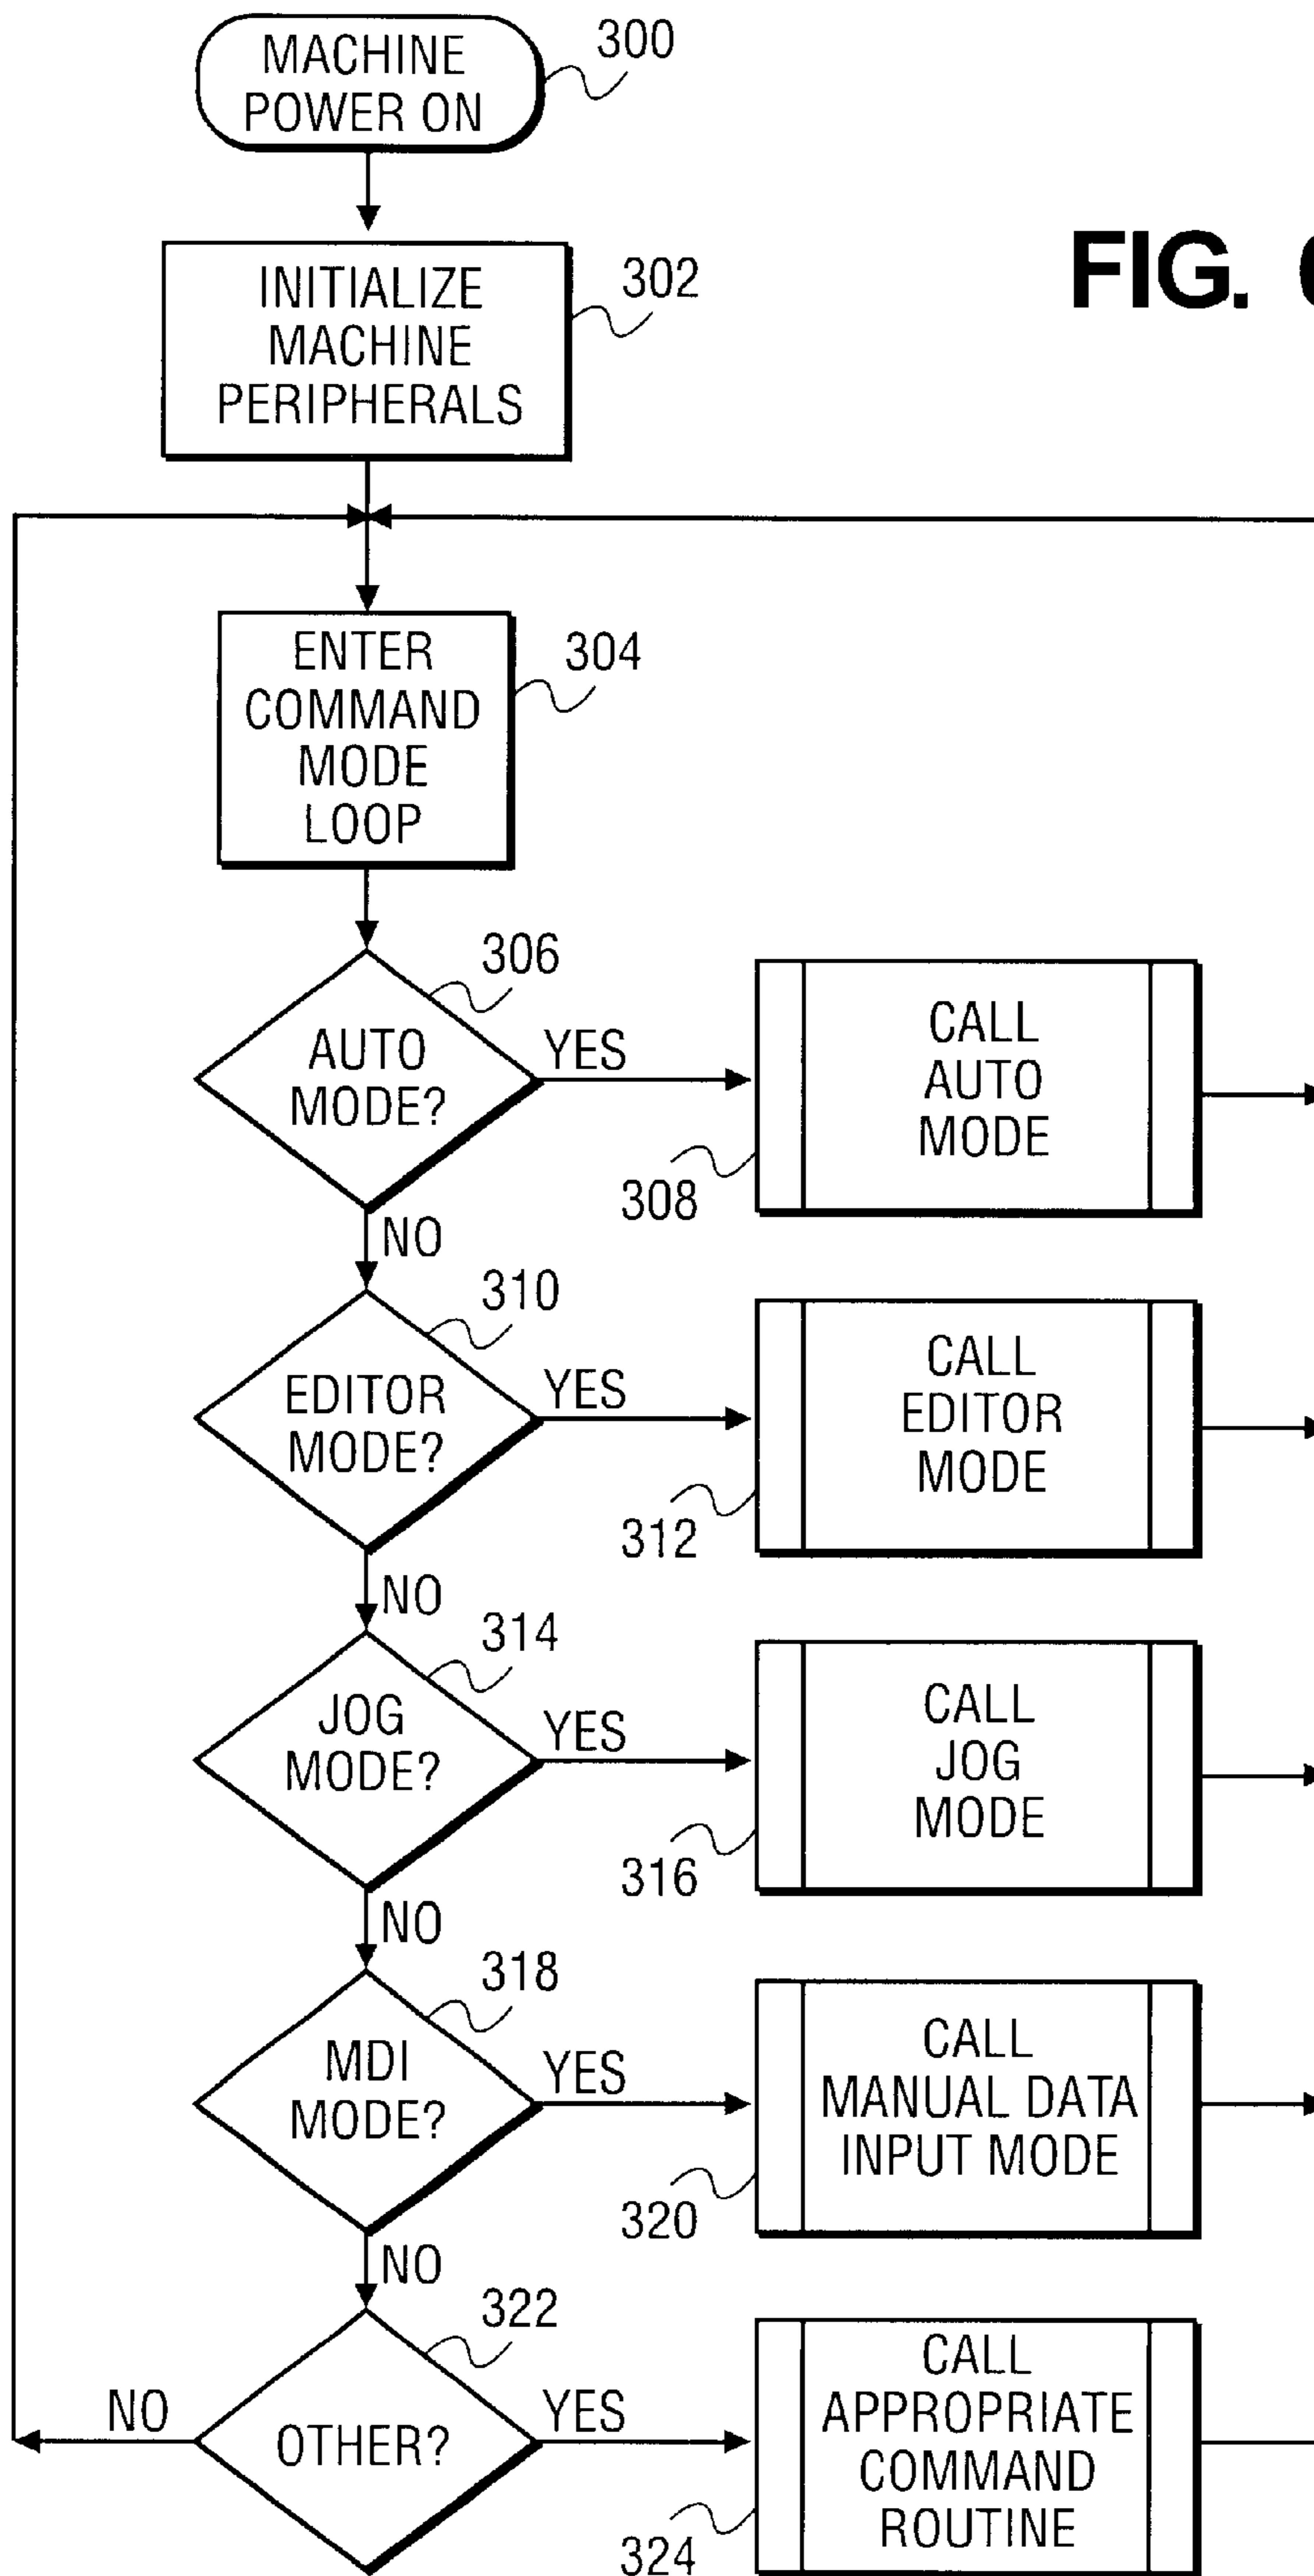 MACHINE
POWER ON
300
FIG. 6
INITIALIZE
MACHINE
PERIPHERALS
302
ENTER
COMMAND
MODE
LOOP
304
306
AUTO
MODE?
YES
NO
CALL
AUTO
MODE
308
310
EDITOR
MODE?
YES
NO
CALL
EDITOR
MODE
312
314
JOG
MODE?
YES
NO
CALL
JOG
MODE
316
318
MDI
MODE?
YES
NO
CALL
MANUAL DATA
INPUT MODE
320
322
OTHER?
YES
NO
CALL
APPROPRIATE
COMMAND
ROUTINE
324